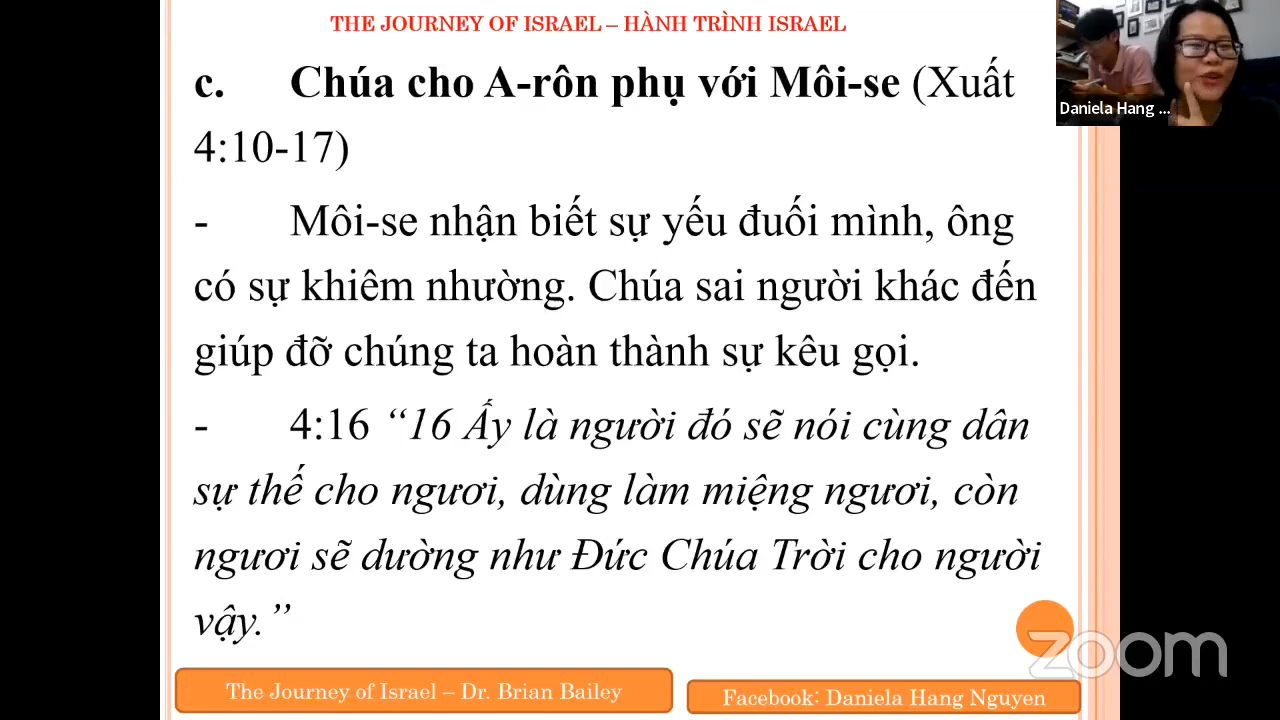 THE JOURNEY OF ISRAEL – HÀNH TRÌNH ISRAEL
c. Chúa cho A-rôn phụ với Môi-se (Xuất
4:10-17)
- Môi-se nhận biết sự yếu đuối mình, ông
có sự khiêm nhường. Chúa sai người khác đến
giúp đỡ chúng ta hoàn thành sự kêu gọi.
- 4:16 “16 Ấy là người đó sẽ nói cùng dân
sự thế cho ngươi, dùng làm miệng ngươi, còn
ngươi sẽ dường như Đức Chúa Trời cho người
vậy.”
The Journey of Israel – Dr. Brian Bailey
Facebook: Daniela Hang Nguyen
Daniela Hang ...
zoom